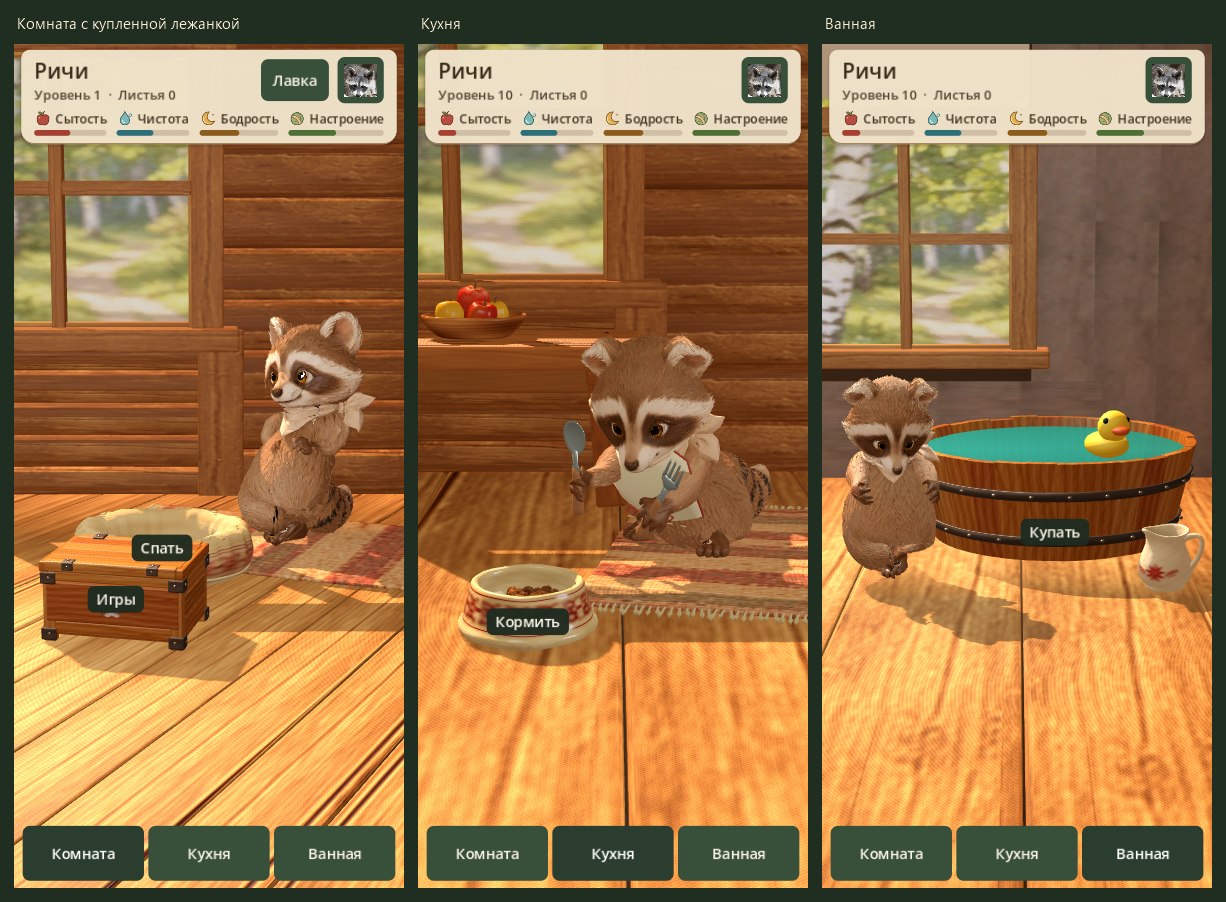 Комната с купленной лежанкой
Ричи
Уровень 1 · Листья 0
Лавка
Сытость
Чистота
Бодрость
Настроение
Спать
Игры
Комната
Кухня
Ванная
Кухня
Ричи
Уровень 10 · Листья 0
Сытость
Чистота
Бодрость
Настроение
Кормить
Комната
Кухня
Ванная
Ванная
Ричи
Уровень 10 · Листья 0
Сытость
Чистота
Бодрость
Настроение
Купать
Комната
Кухня
Ванная